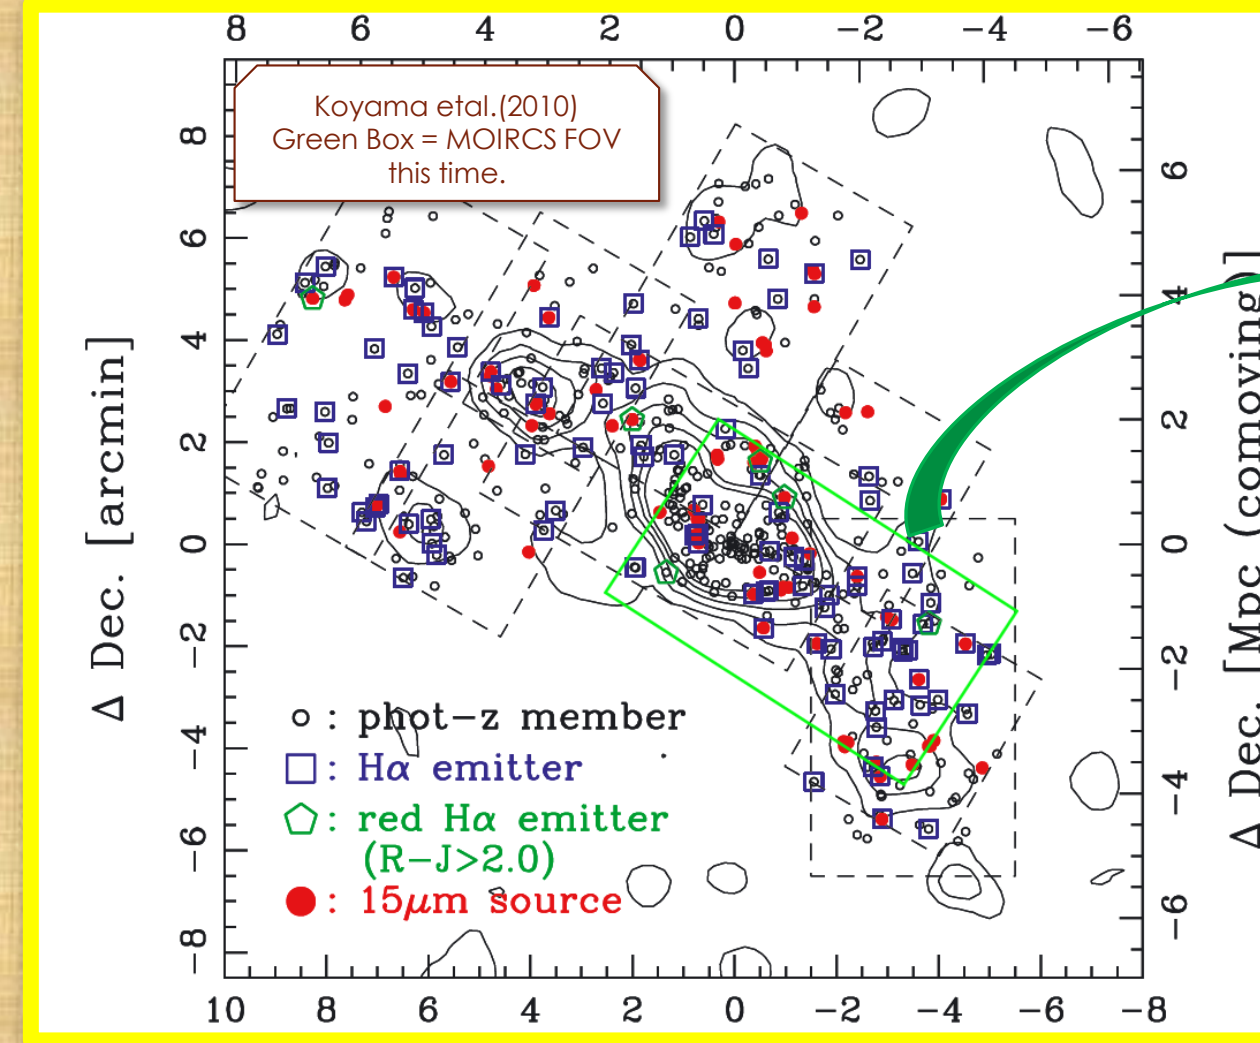 8 6 4 2 0 −2 −4 −6
Koyama etal.(2010)
Green Box = MOIRCS FOV
this time.
8
6
4
2
0
−2
−4
−6
−8
Δ Dec. [arcmin]
6
4
2
0
−2
−4
−6
Δ Dec. [Mpc (comoving)]
: phot−z member
: Hα emitter
: red Hα emitter
(R−J>2.0)
: 15μm source
10 8 6 4 2 0 −2 −4 −6 −8